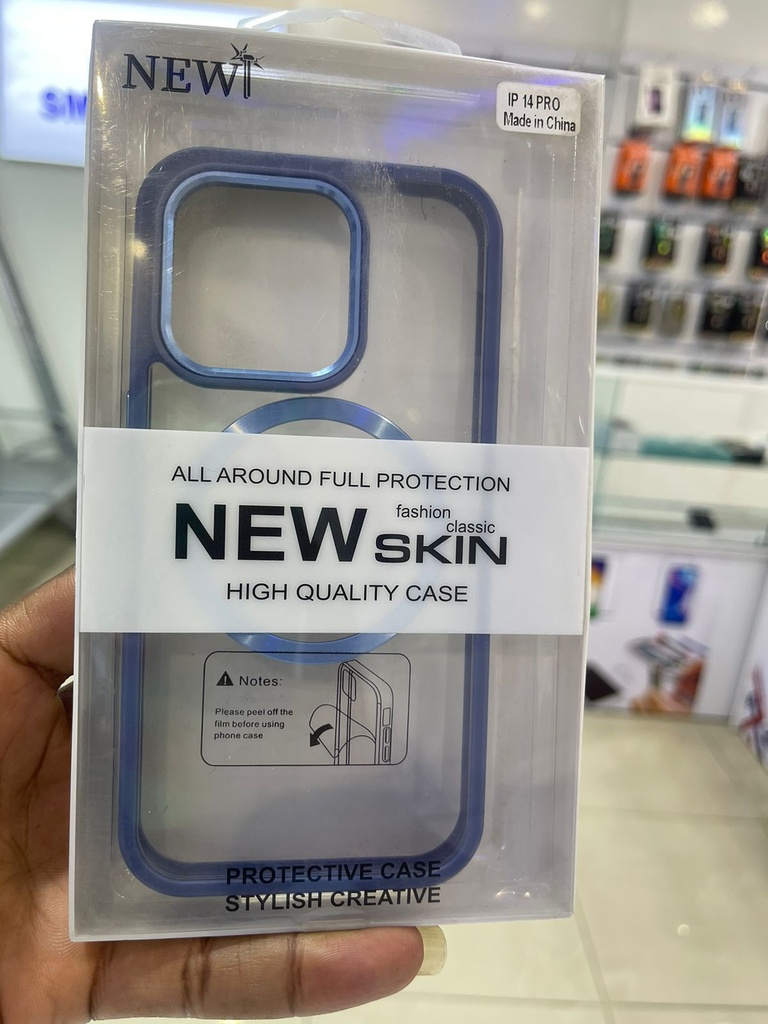 NEW
IP 14 PRO
Made in China
SM
ALL AROUND FULL PROTECTION
NEW SKIN
fashion
classic
HIGH QUALITY CASE
Notes:
Please peel off the
film before using
phone case
PROTECTIVE CASE
STYLISH CREATIVE